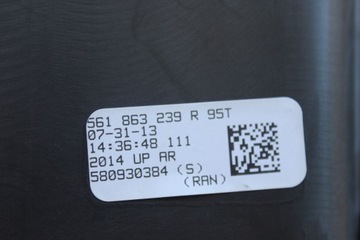 561 863 239 R 95T
07-31-13
14:36:48 111
2014 UP AR
580930384 (S)
(RAN)